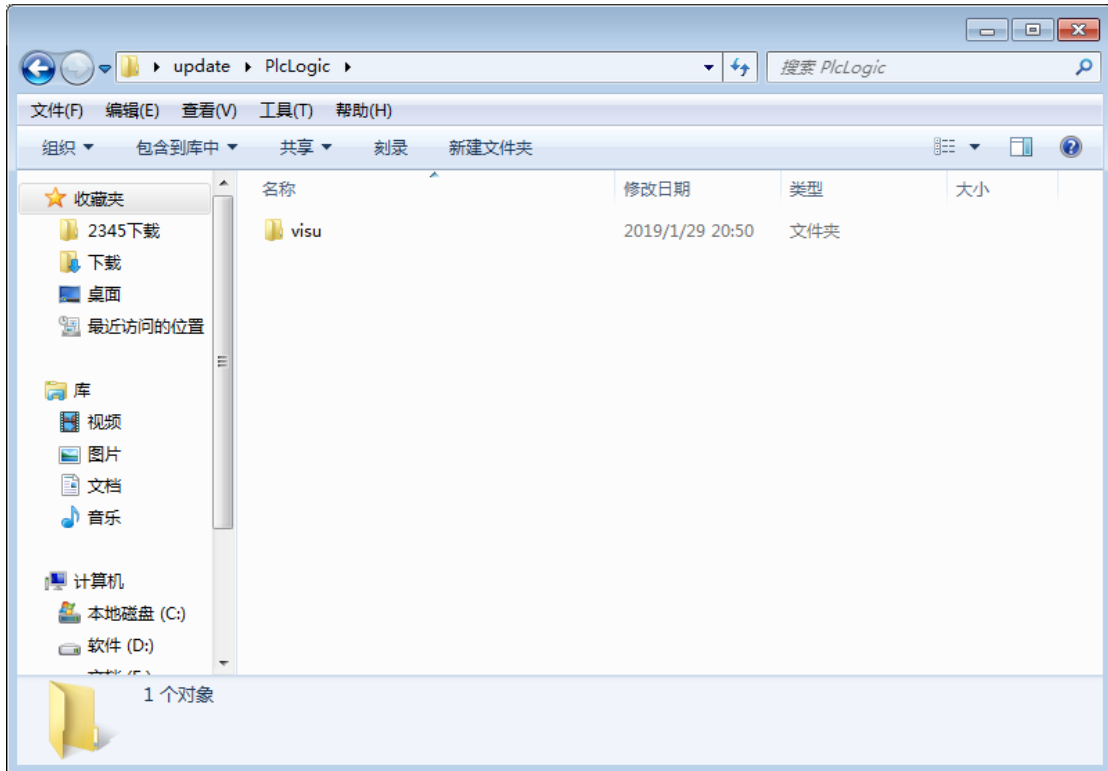 update PlcLogic 搜索 PlcLogic
文件(F) 编辑(E) 查看(V) 工具(T) 帮助(H)
组织 包含到库中 共享 刻录 新建文件夹
收藏夹
2345下载
下载
桌面
最近访问的位置
库
视频
图片
文档
音乐
计算机
本地磁盘 (C:)
软件 (D:)
名称 修改日期 类型 大小
visu 2019/1/29 20:50 文件夹
1 个对象